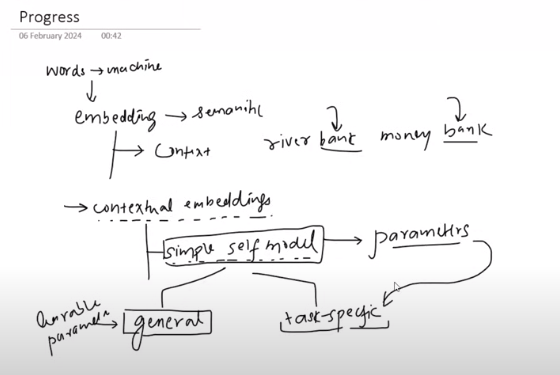 Progress
06 February 2024 00:42
words → machine
embedding → semantic
context
river bank money bank
→ contextual embeddings
simple self model → parameters
learnable parameters → general
task-specific